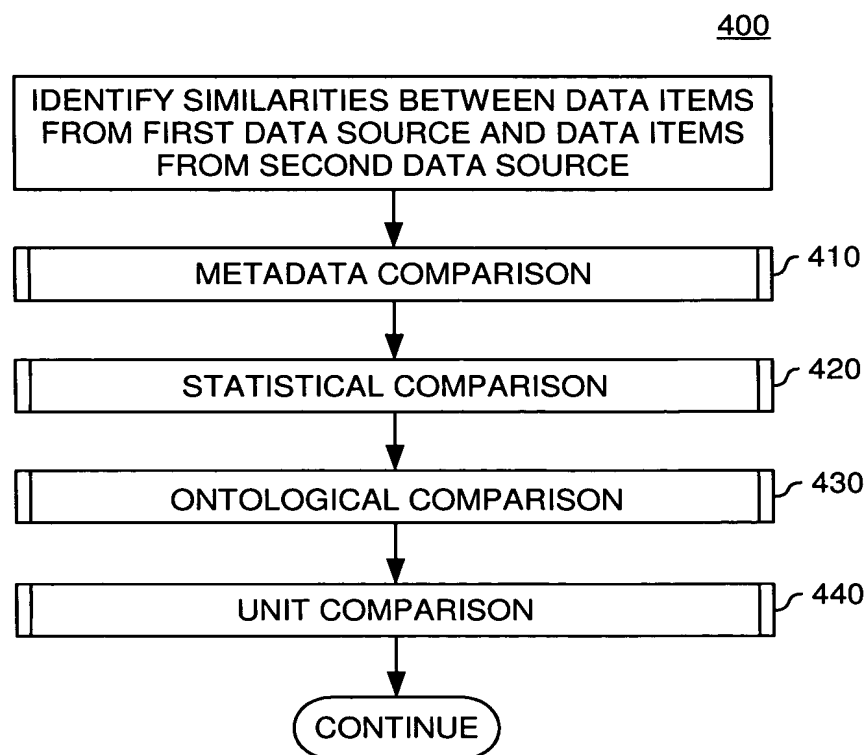 400
IDENTIFY SIMILARITIES BETWEEN DATA ITEMS
FROM FIRST DATA SOURCE AND DATA ITEMS
FROM SECOND DATA SOURCE
METADATA COMPARISON
410
STATISTICAL COMPARISON
420
ONTOLOGICAL COMPARISON
430
UNIT COMPARISON
440
CONTINUE